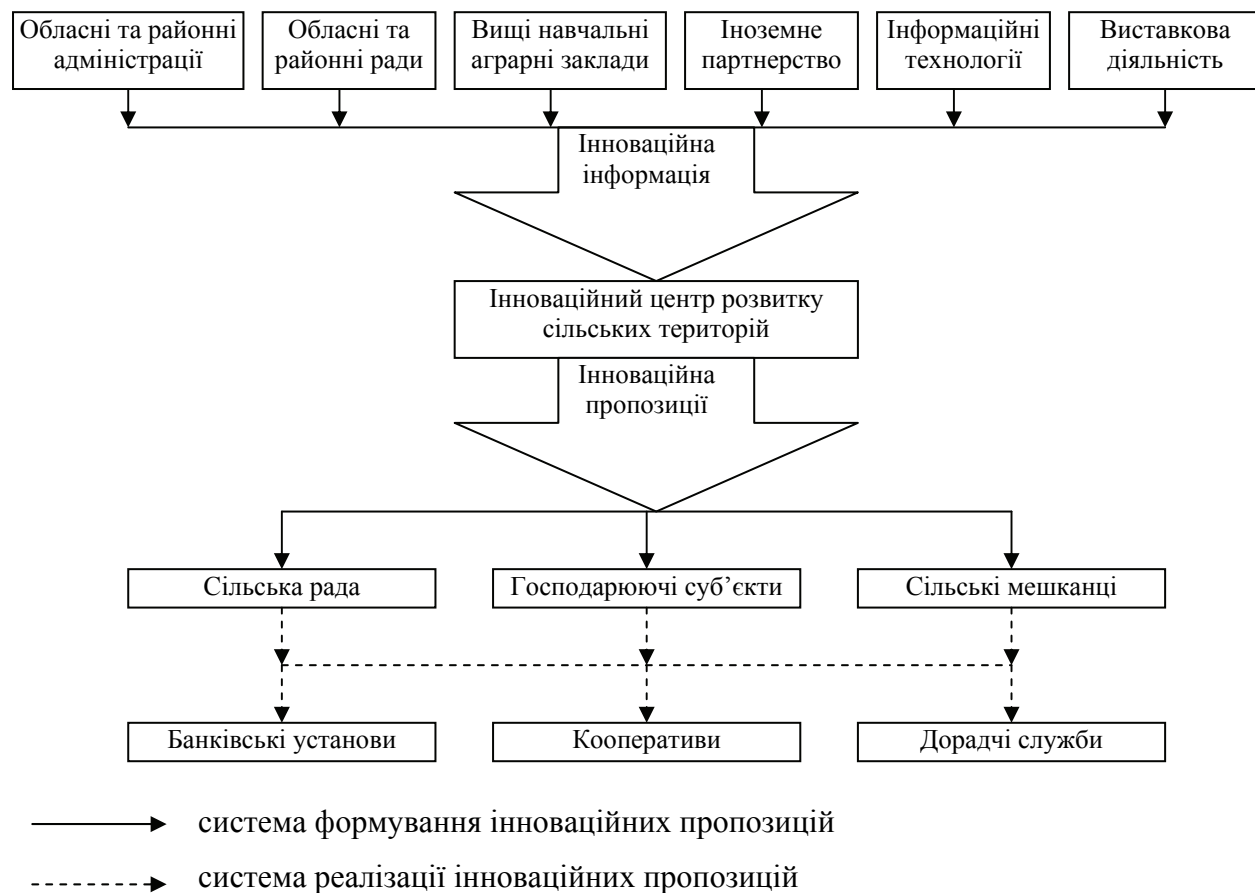 Обласні та районні
адміністрації
Обласні та
районні ради
Вищі навчальні
аграрні заклади
Іноземне
партнерство
Інформаційні
технології
Виставкова
діяльність
Інноваційна
інформація
Інноваційний центр розвитку
сільських територій
Інноваційна
пропозиції
Сільська рада
Господарюючі суб’єкти
Сільські мешканці
Банківські установи
Кооперативи
Дорадчі служби
система формування інноваційних пропозицій
система реалізації інноваційних пропозицій